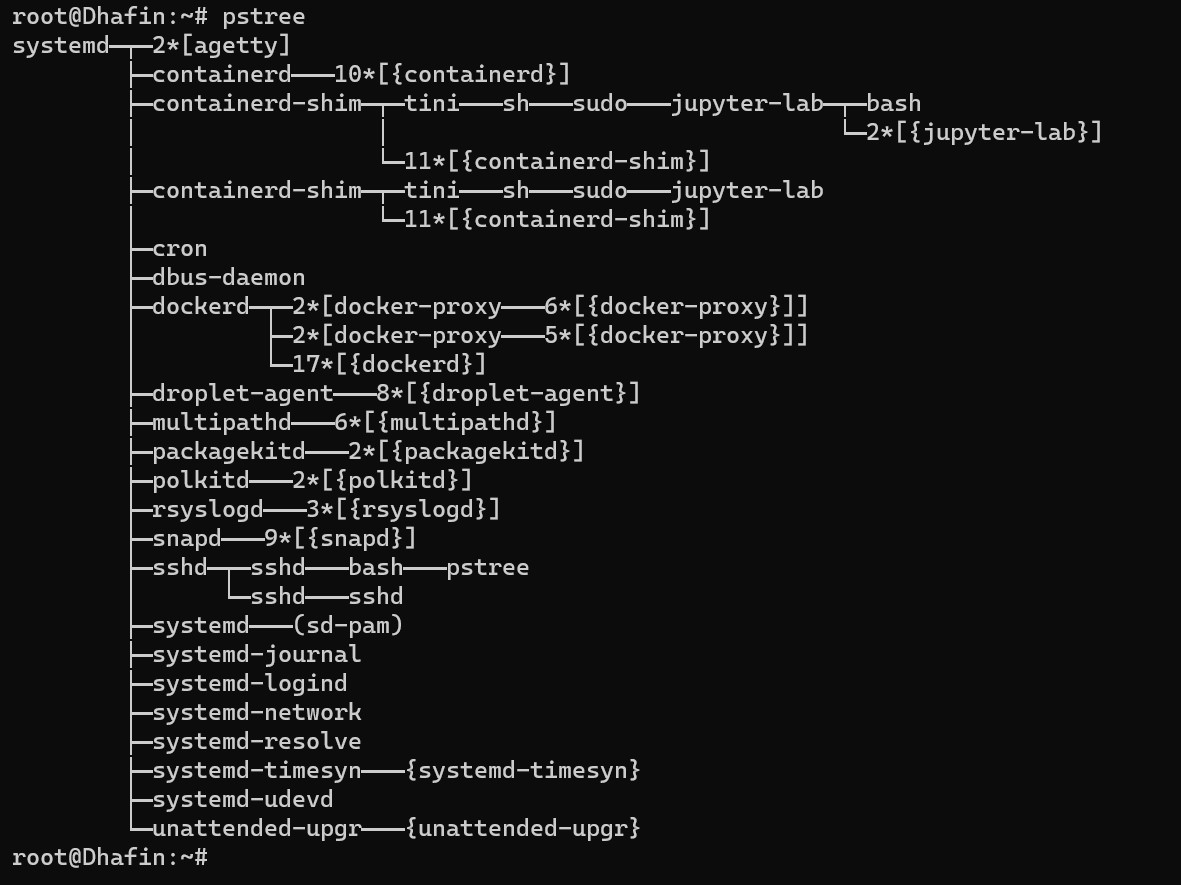 root@Dhafin:~# pstree
systemd─┬─2*[agetty]
        ├─containerd───10*[{containerd}]
        ├─containerd-shim─┬─tini───sh───sudo───jupyter-lab─┬─bash
        │                 │                                └─2*[{jupyter-lab}]
        │                 └─11*[{containerd-shim}]
        ├─containerd-shim─┬─tini───sh───sudo───jupyter-lab
        │                 └─11*[{containerd-shim}]
        ├─cron
        ├─dbus-daemon
        ├─dockerd─┬─2*[docker-proxy───6*[{docker-proxy}]]
        │         ├─2*[docker-proxy───5*[{docker-proxy}]]
        │         └─17*[{dockerd}]
        ├─droplet-agent───8*[{droplet-agent}]
        ├─multipathd───6*[{multipathd}]
        ├─packagekitd───2*[{packagekitd}]
        ├─polkitd───2*[{polkitd}]
        ├─rsyslogd───3*[{rsyslogd}]
        ├─snapd───9*[{snapd}]
        ├─sshd─┬─sshd───bash───pstree
        │      └─sshd───sshd
        ├─systemd───(sd-pam)
        ├─systemd-journal
        ├─systemd-logind
        ├─systemd-network
        ├─systemd-resolve
        ├─systemd-timesyn───{systemd-timesyn}
        ├─systemd-udevd
        └─unattended-upgr───{unattended-upgr}
root@Dhafin:~#